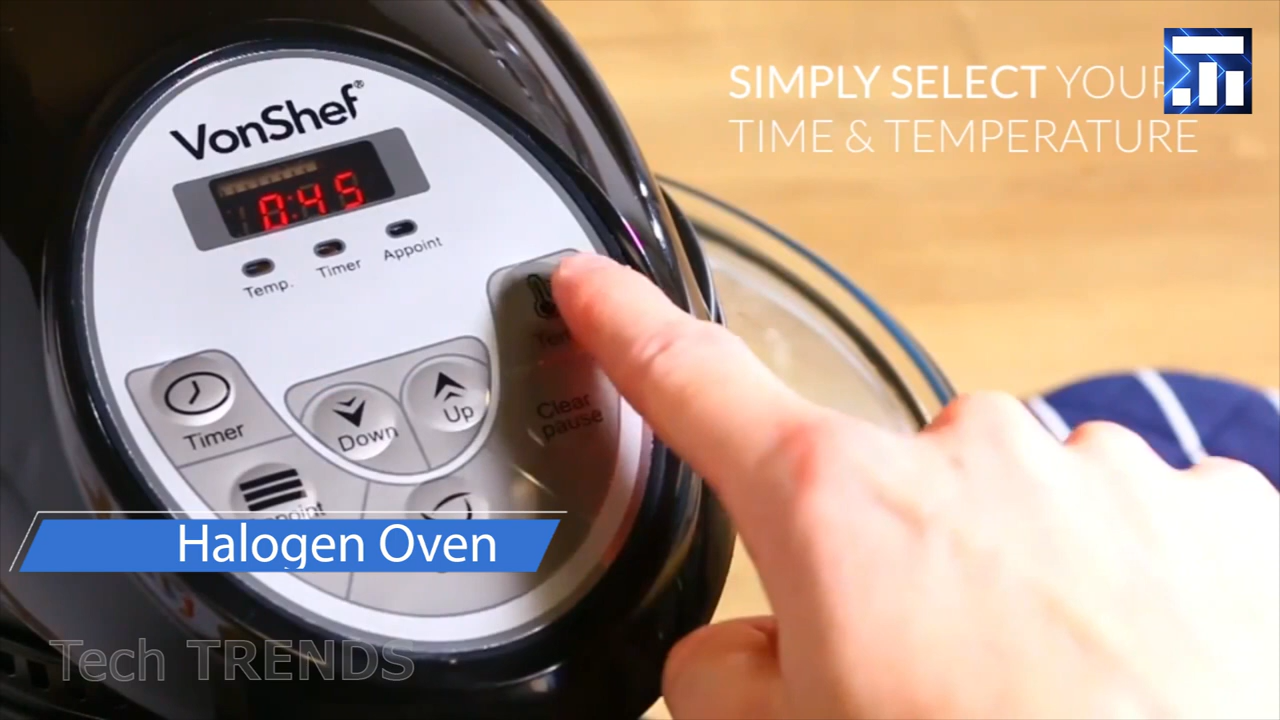 VonShef®
0:45
Temp.
Timer
Appoint
SIMPLY SELECT YOUR
TIME & TEMPERATURE
Timer
Down
Up
Clear
pause
Halogen Oven
Tech TRENDS